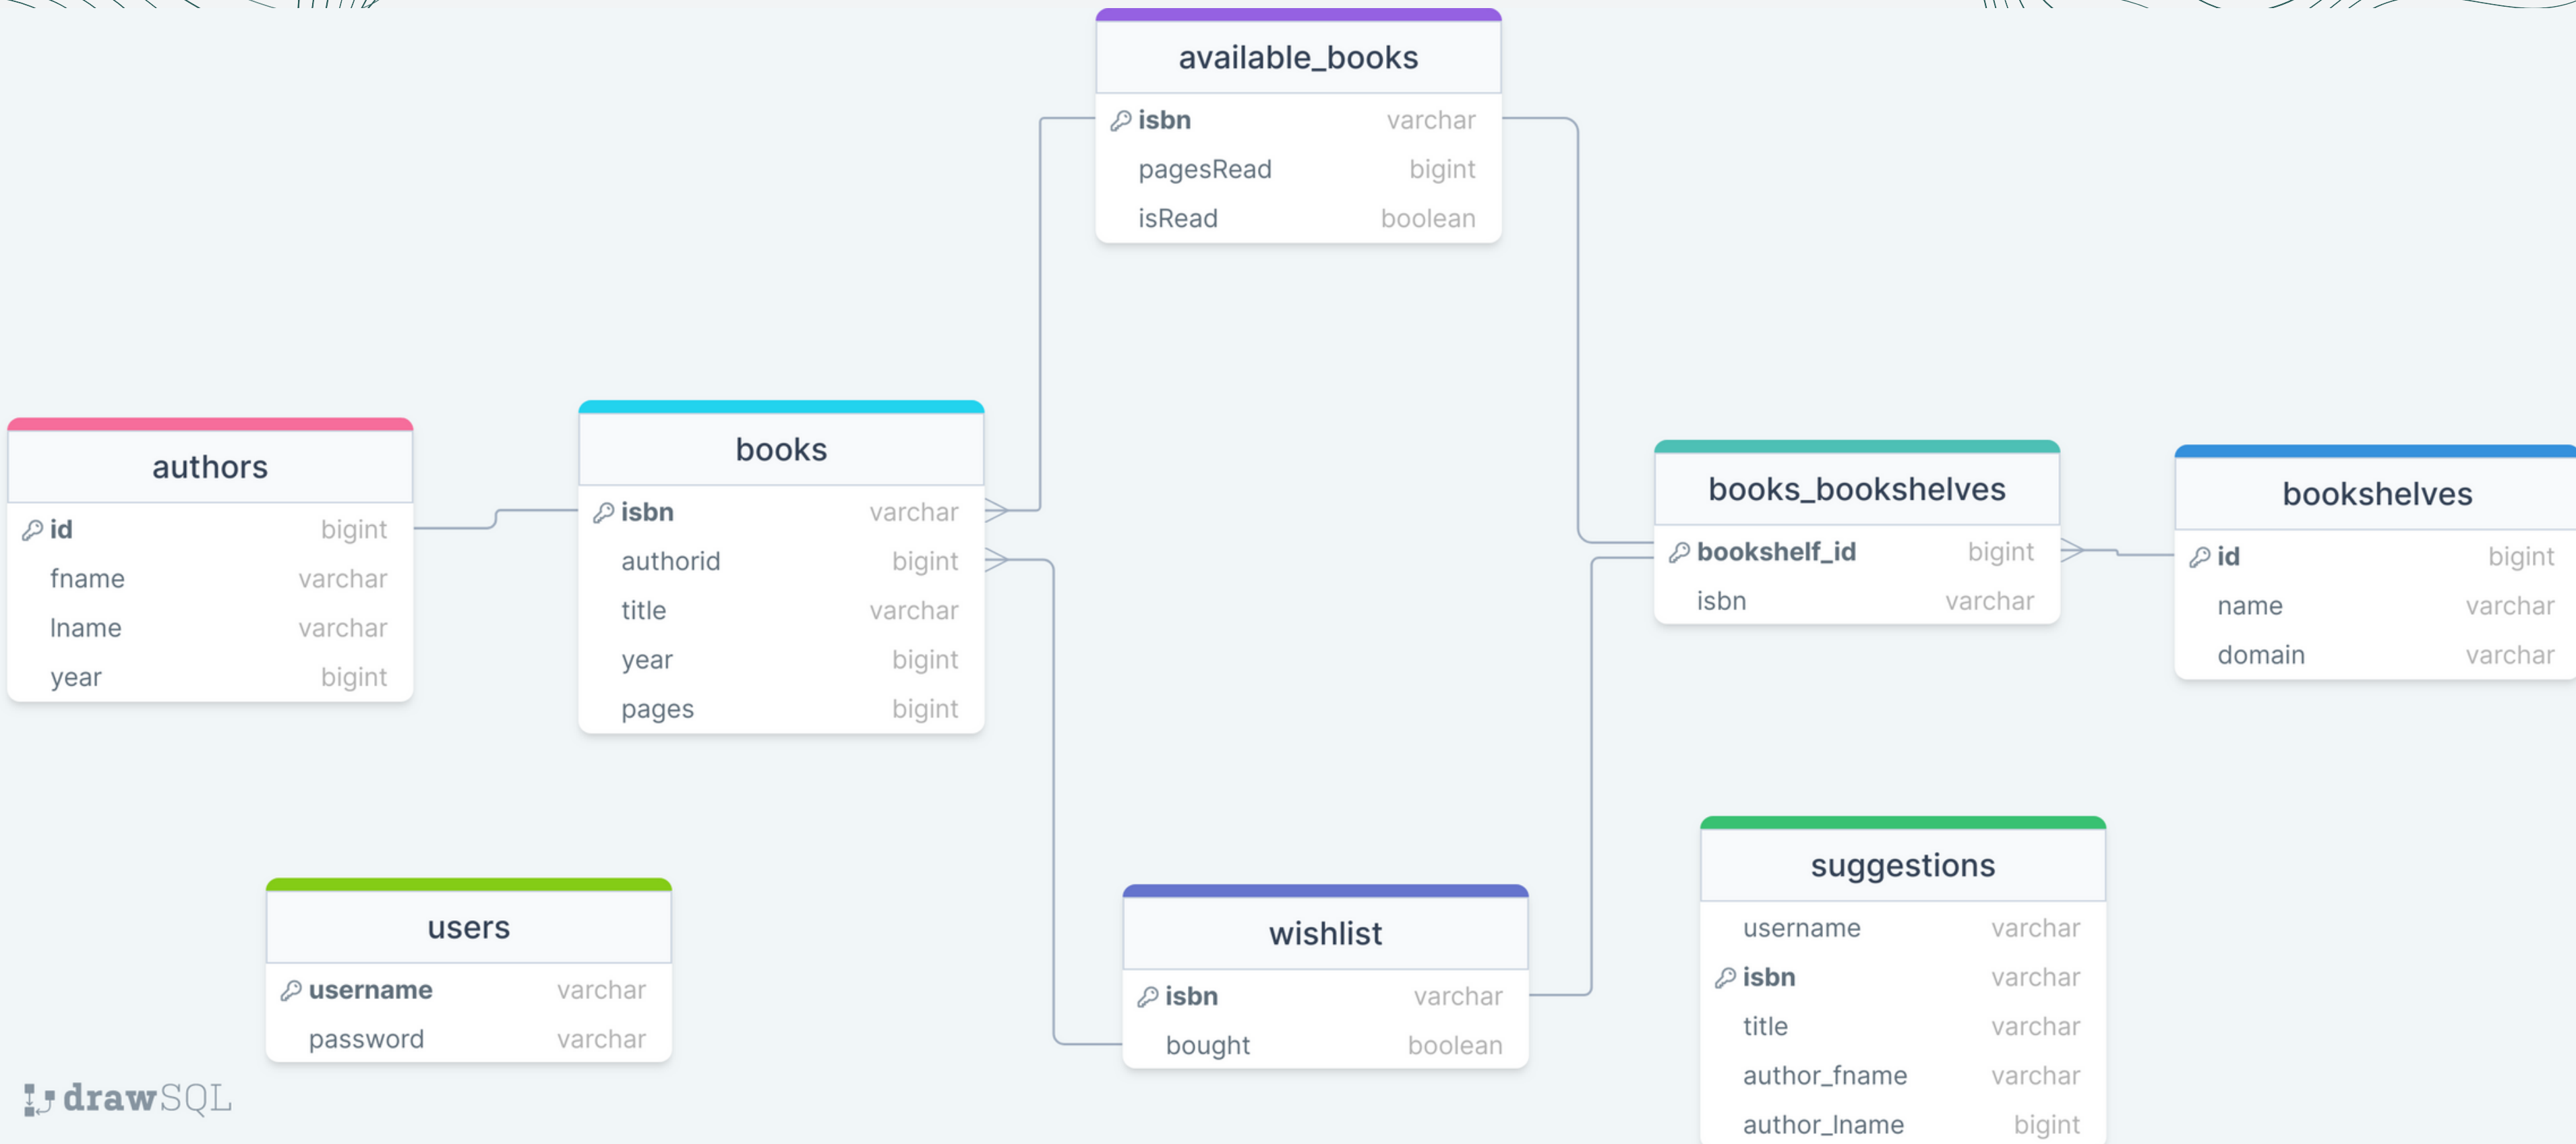 available_books
isbn varchar
pagesRead bigint
isRead boolean
authors
id bigint
fname varchar
lname varchar
year bigint
books
isbn varchar
authorid bigint
title varchar
year bigint
pages bigint
books_bookshelves
bookshelf_id bigint
isbn varchar
bookshelves
id bigint
name varchar
domain varchar
users
username varchar
password varchar
wishlist
isbn varchar
bought boolean
suggestions
username varchar
isbn varchar
title varchar
author_fname varchar
author_lname bigint
drawSQL